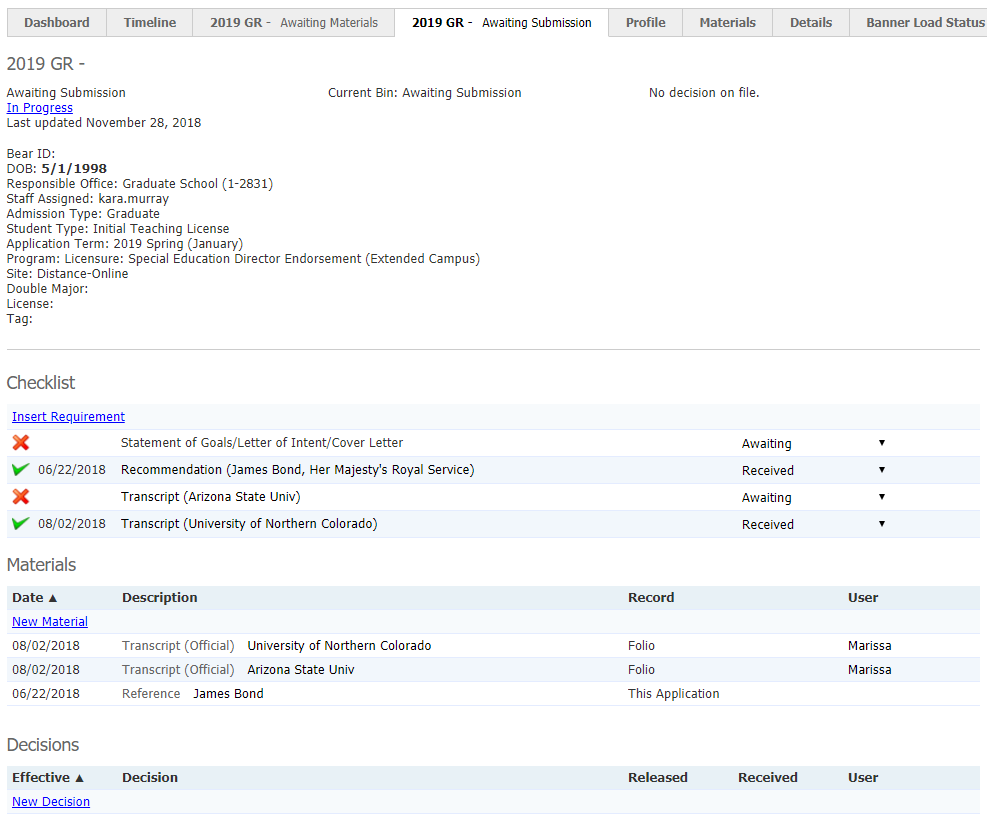 Dashboard Timeline 2019 GR - Awaiting Materials 2019 GR - Awaiting Submission Profile Materials Details Banner Load Status
2019 GR -
Awaiting Submission Current Bin: Awaiting Submission No decision on file.
In Progress
Last updated November 28, 2018
Bear ID:
DOB: 5/1/1998
Responsible Office: Graduate School (1-2831)
Staff Assigned: kara.murray
Admission Type: Graduate
Student Type: Initial Teaching License
Application Term: 2019 Spring (January)
Program: Licensure: Special Education Director Endorsement (Extended Campus)
Site: Distance-Online
Double Major:
License:
Tag:
Checklist
Insert Requirement
Statement of Goals/Letter of Intent/Cover Letter Awaiting ▼
06/22/2018 Recommendation (James Bond, Her Majesty's Royal Service) Received ▼
Transcript (Arizona State Univ) Awaiting ▼
08/02/2018 Transcript (University of Northern Colorado) Received ▼
Materials
Date ▲ Description Record User
New Material
08/02/2018 Transcript (Official) University of Northern Colorado Folio Marissa
08/02/2018 Transcript (Official) Arizona State Univ Folio Marissa
06/22/2018 Reference James Bond This Application
Decisions
Effective ▲ Decision Released Received User
New Decision